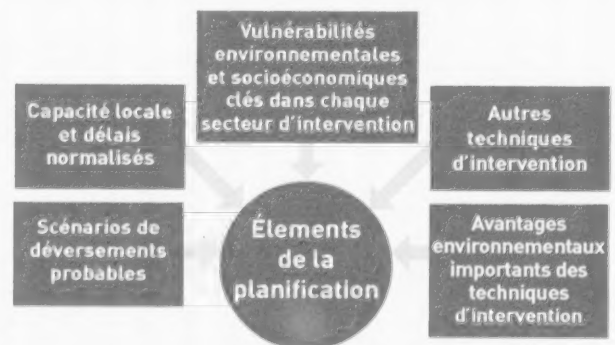 Vulnérabilités
environnementales
et socioéconomiques
clés dans chaque
secteur d'intervention
Capacité locale
et délais
normalisés
Autres
techniques
d'intervention
Scénarios de
déversements
probables
Élements
de la
planification
Avantages
environnementaux
importants des
techniques
d'intervention